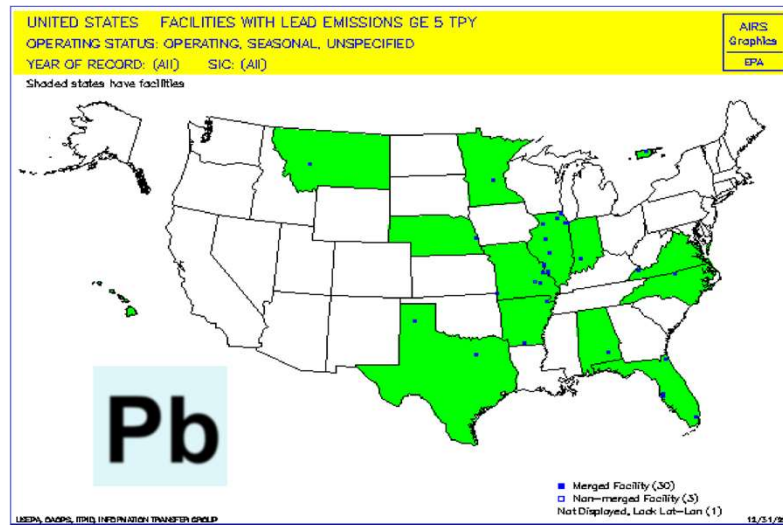 UNITED STATES FACILITIES WITH LEAD EMISSIONS GE 5 TPY
OPERATING STATUS: OPERATING, SEASONAL, UNSPECIFIED
YEAR OF RECORD: (All) SIC: (All)
AIRS
Graphics
EPA
Shaded states have facilities
Pb
Merged Facility (30)
Non-merged Facility (3)
Not Displayed, Lack Lat-Lon (1)
USEPA, OAQPS, ITPID, INFORMATION TRANSFER GROUP